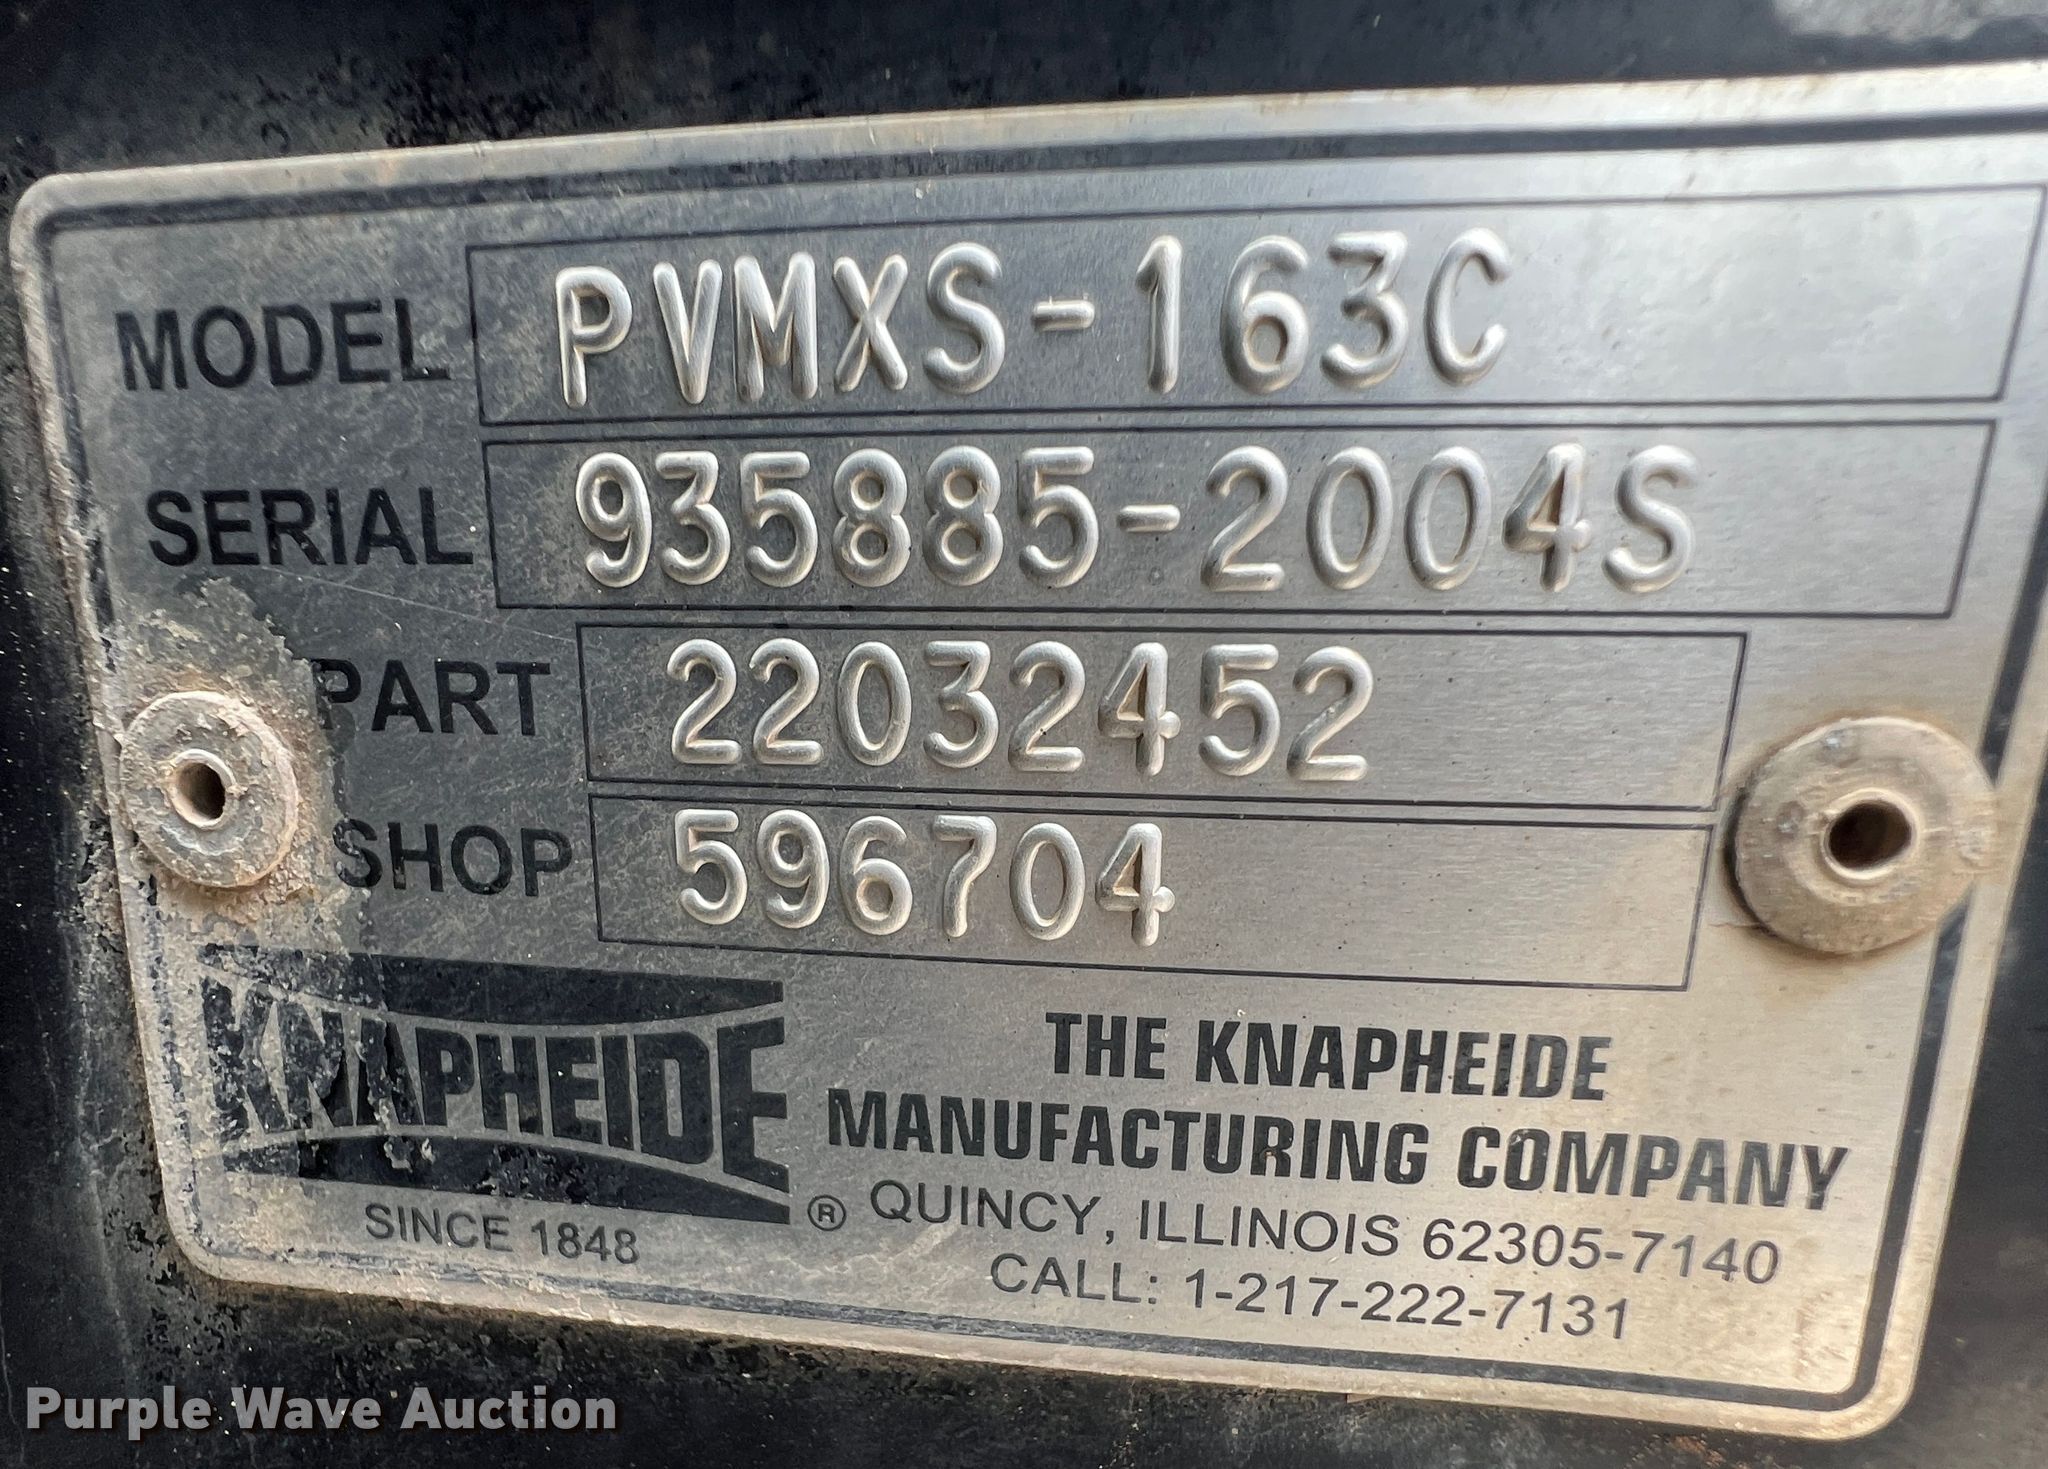 MODEL PVMXS-163C
SERIAL 935885-2004S
PART 22032452
SHOP 596704
KNAPHEIDE ®
SINCE 1848
THE KNAPHEIDE
MANUFACTURING COMPANY
QUINCY, ILLINOIS 62305-7140
CALL: 1-217-222-7131
Purple Wave Auction